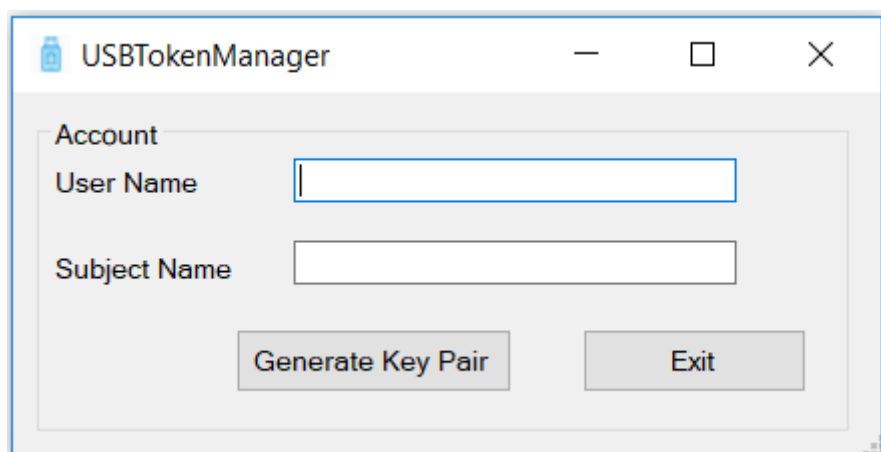 USBTokenManager
Account
User Name
Subject Name
Generate Key Pair Exit